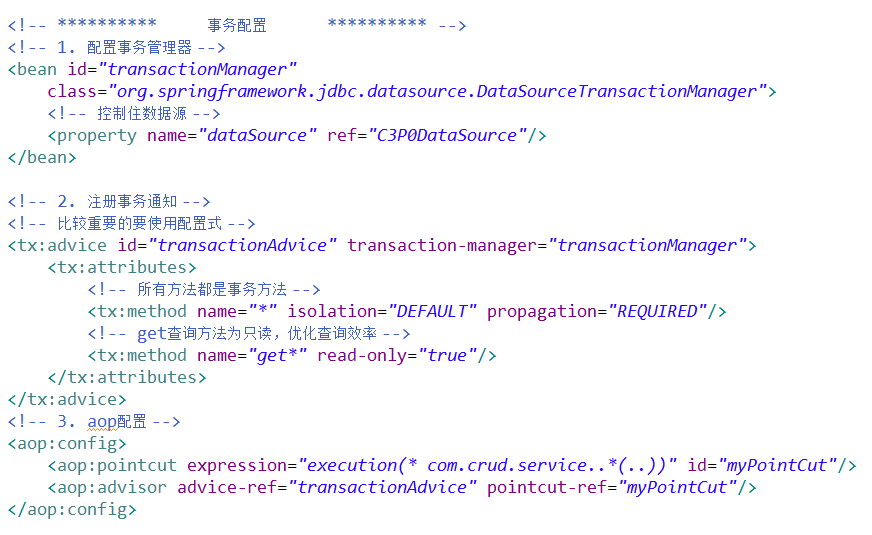 <!-- ********** 事务配置 ********** -->
<!-- 1. 配置事务管理器 -->
<bean id="transactionManager"
class="org.springframework.jdbc.datasource.DataSourceTransactionManager">
<!-- 控制住数据源 -->
<property name="dataSource" ref="C3P0DataSource"/>
</bean>
<!-- 2. 注册事务通知 -->
<!-- 比较重要的要使用配置式 -->
<tx:advice id="transactionAdvice" transaction-manager="transactionManager">
<tx:attributes>
<!-- 所有方法都是事务方法 -->
<tx:method name="*" isolation="DEFAULT" propagation="REQUIRED"/>
<!-- get查询方法为只读，优化查询效率 -->
<tx:method name="get*" read-only="true"/>
</tx:attributes>
</tx:advice>
<!-- 3. aop配置 -->
<aop:config>
<aop:pointcut expression="execution(* com.crud.service..*(..))" id="myPointCut"/>
<aop:advisor advice-ref="transactionAdvice" pointcut-ref="myPointCut"/>
</aop:config>